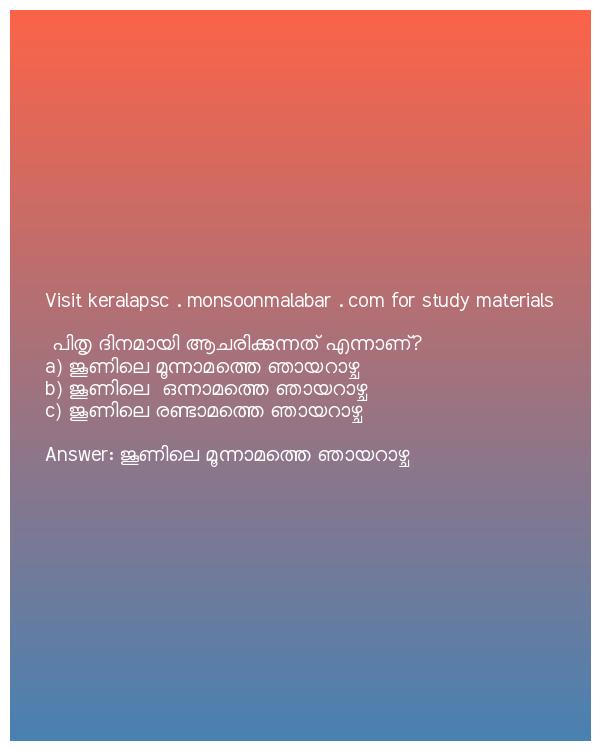 Visit keralapsc . monsoonmalabar . com for study materials
പിതൃ ദിനമായി ആചരിക്കുന്നത് എന്നാണ്?
a) ജൂണിലെ മൂന്നാമത്തെ ഞായറാഴ്ച
b) ജൂണിലെ  ഒന്നാമത്തെ ഞായറാഴ്ച
c) ജൂണിലെ രണ്ടാമത്തെ ഞായറാഴ്ച
Answer: ജൂണിലെ മൂന്നാമത്തെ ഞായറാഴ്ച